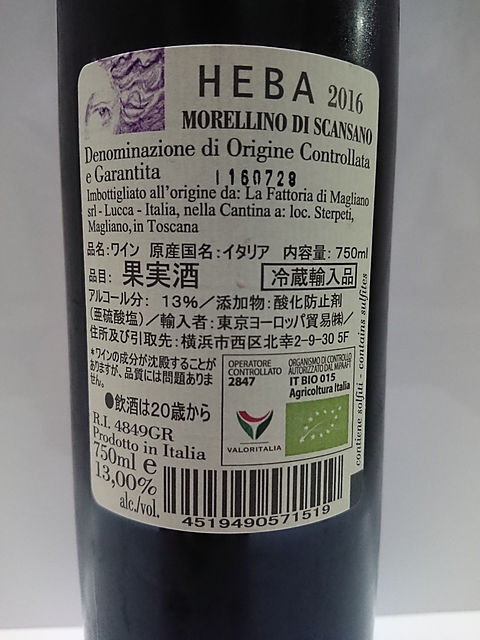 HEBA 2016
MORELLINO DI SCANSANO
Denominazione di Origine Controllata
e Garantita
160729
Imbottigliato all'origine da: La Fattoria di Magliano
srl - Lucca - Italia, nella Cantina a: loc. Sterpeti,
Magliano, in Toscana
品名:ワイン 原産国名:イタリア 内容量:750ml
品目: 果実酒 冷蔵輸入品
アルコール分: 13%/添加物:酸化防止剤
(亜硫酸塩)/輸入者:東京ヨーロッパ貿易㈱/
住所及び引取先:横浜市西区北幸2-9-30 5F
*ワインの成分が沈殿することが
ありますが、品質には問題ありま
せん。
●飲酒は20歳から
R.I. 4849GR
Prodotto in Italia
750ml e
13,00%
alc./vol.
OPERATORE
CONTROLLATO
2847
VALORITALIA
ORGANISMO DI CONTROLLO
AUTORIZZATO DAL MIPAAFT
IT BIO 015
Agricoltura Italia
contiene solfiti - contains sulfites
4519490571519